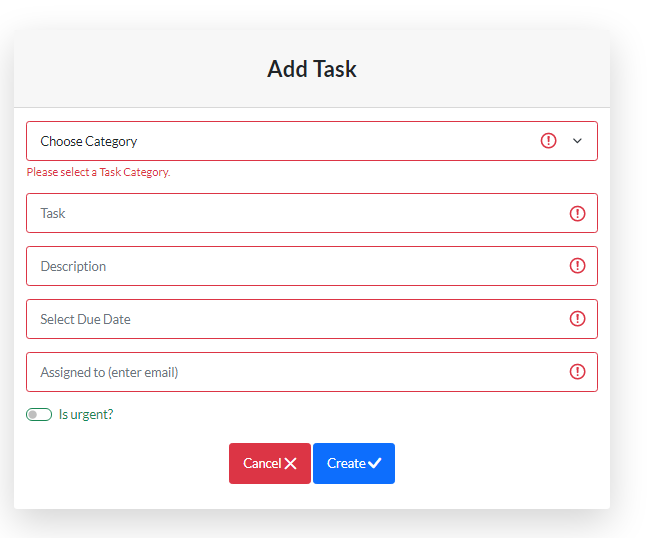 Add Task
Choose Category
Please select a Task Category.
Task
Description
Select Due Date
Assigned to (enter email)
Is urgent?
Cancel Create